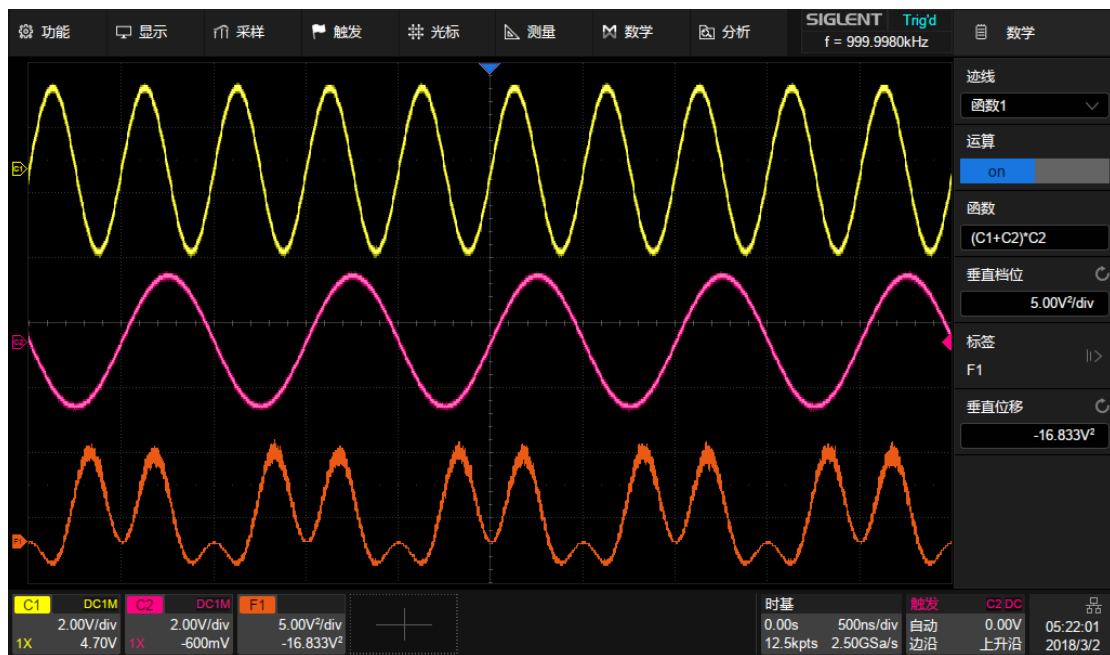 功能 显示 采样 触发 光标 测量 数学 分析
SIGLENT Trig'd
f = 999.9980kHz
数学
迹线
函数1
运算
on
函数
(C1+C2)*C2
垂直档位
5.00V²/div
标签
F1
垂直位移
-16.833V²
C1
C2
F1
C1 DC1M
2.00V/div
1X 4.70V
C2 DC1M
2.00V/div
1X -600mV
F1
5.00V²/div
-16.833V²
时基
0.00s 500ns/div
12.5kpts 2.50GSa/s
触发 C2 DC
自动 0.00V
边沿 上升沿
05:22:01
2018/3/2